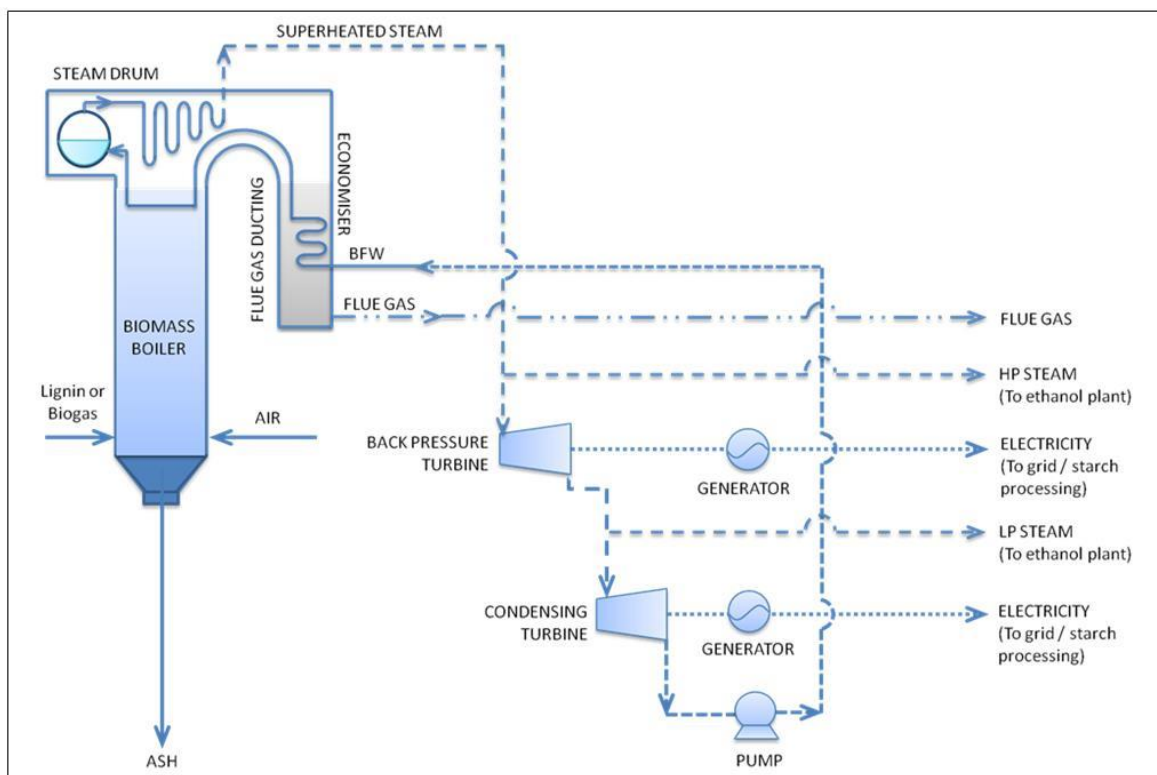 SUPERHEATED STEAM
STEAM DRUM
ECONOMISER
FLUE GAS DUCTING
BFW
FLUE GAS
FLUE GAS
BIOMASS
BOILER
HP STEAM
(To ethanol plant)
Lignin or
Biogas
AIR
BACK PRESSURE
TURBINE
GENERATOR
ELECTRICITY
(To grid / starch
processing)
LP STEAM
(To ethanol plant)
CONDENSING
TURBINE
GENERATOR
ELECTRICITY
(To grid / starch
processing)
ASH
PUMP